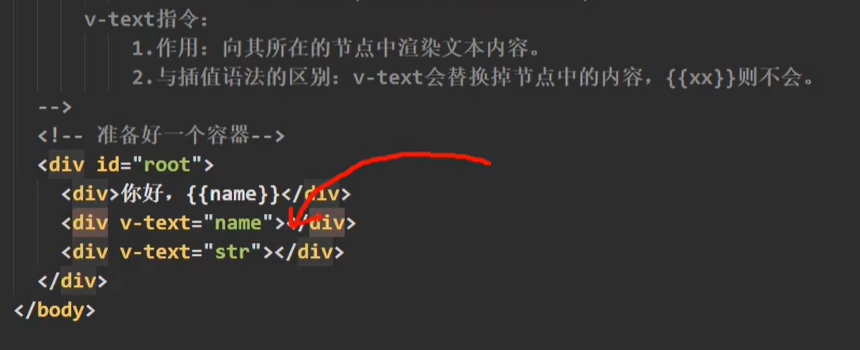 v-text指令:
1.作用: 向其所在的节点中渲染文本内容。
2.与插值语法的区别: v-text会替换掉节点中的内容, {{xx}}则不会。
-->
<!-- 准备好一个容器-->
<div id="root">
<div>你好, {{name}}</div>
<div v-text="name"></div>
<div v-text="str"></div>
</div>
</body>